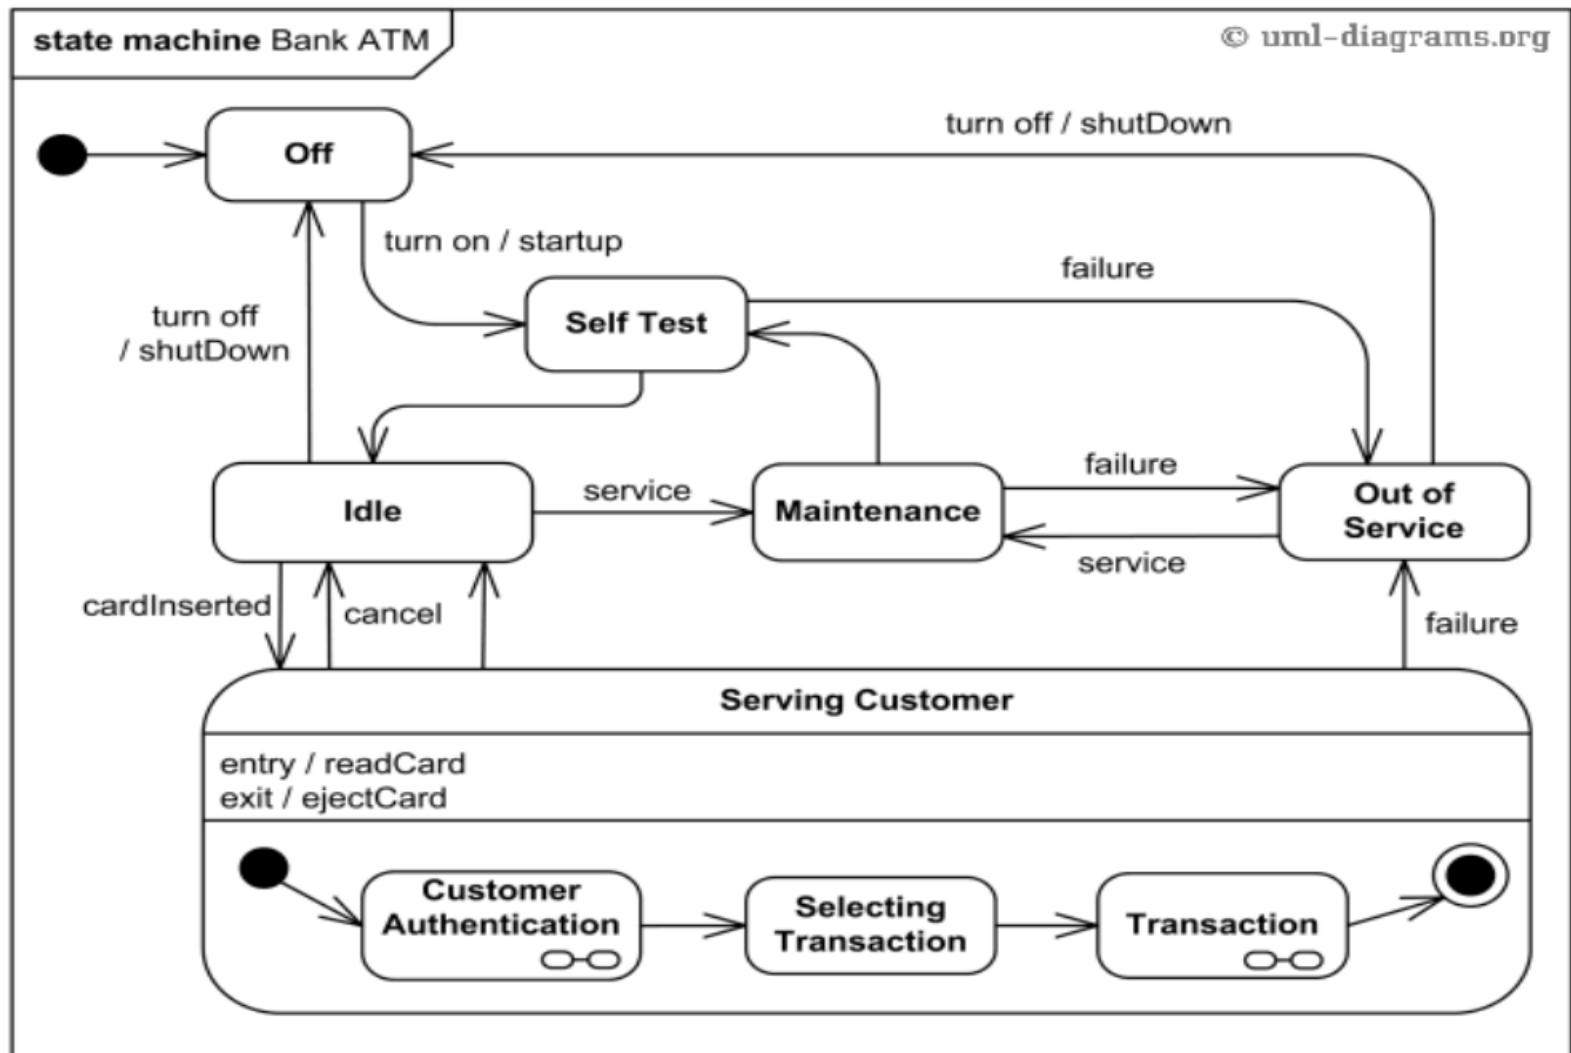 state machine Bank ATM
© uml-diagrams.org
Off
turn off / shutDown
turn on / startup
failure
turn off
/ shutDown
Self Test
Idle
service
Maintenance
failure
service
Out of
Service
cardInserted
cancel
failure
Serving Customer
entry / readCard
exit / ejectCard
Customer
Authentication
Selecting
Transaction
Transaction